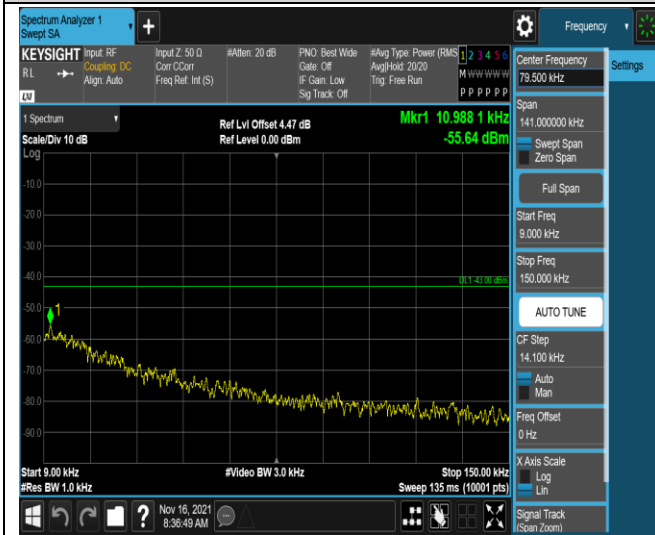 Spectrum Analyzer 1
Swept SA
+
Frequency
KEYSIGHT
RL
LXI
Input: RF
Coupling: DC
Align: Auto
Input Z: 50 Ω
Corr CCorr
Freq Ref: Int (S)
#Atten: 20 dB
PNO: Best Wide
Gate: Off
IF Gain: Low
Sig Track: Off
#Avg Type: Power (RMS
Avg|Hold: 20/20
Trig: Free Run
1 2 3 4 5 6
M W W W W W
P P P P P P
Center Frequency
79.500 kHz
Settings
Span
141.000000 kHz
Swept Span
Zero Span
Full Span
Start Freq
9.000 kHz
Stop Freq
150.000 kHz
AUTO TUNE
CF Step
14.100 kHz
Auto
Man
Freq Offset
0 Hz
X Axis Scale
Log
Lin
Signal Track
(Span Zoom)
1 Spectrum
Scale/Div 10 dB
Log
Ref Lvl Offset 4.47 dB
Ref Level 0.00 dBm
Mkr1 10.988 1 kHz
-55.64 dBm
-10.0
-20.0
-30.0
-40.0
DL1 -43.00 dBm
-50.0
1
-60.0
-70.0
-80.0
-90.0
Start 9.00 kHz
#Video BW 3.0 kHz
Stop 150.00 kHz
#Res BW 1.0 kHz
Sweep 135 ms (10001 pts)
?
Nov 16, 2021
8:36:49 AM